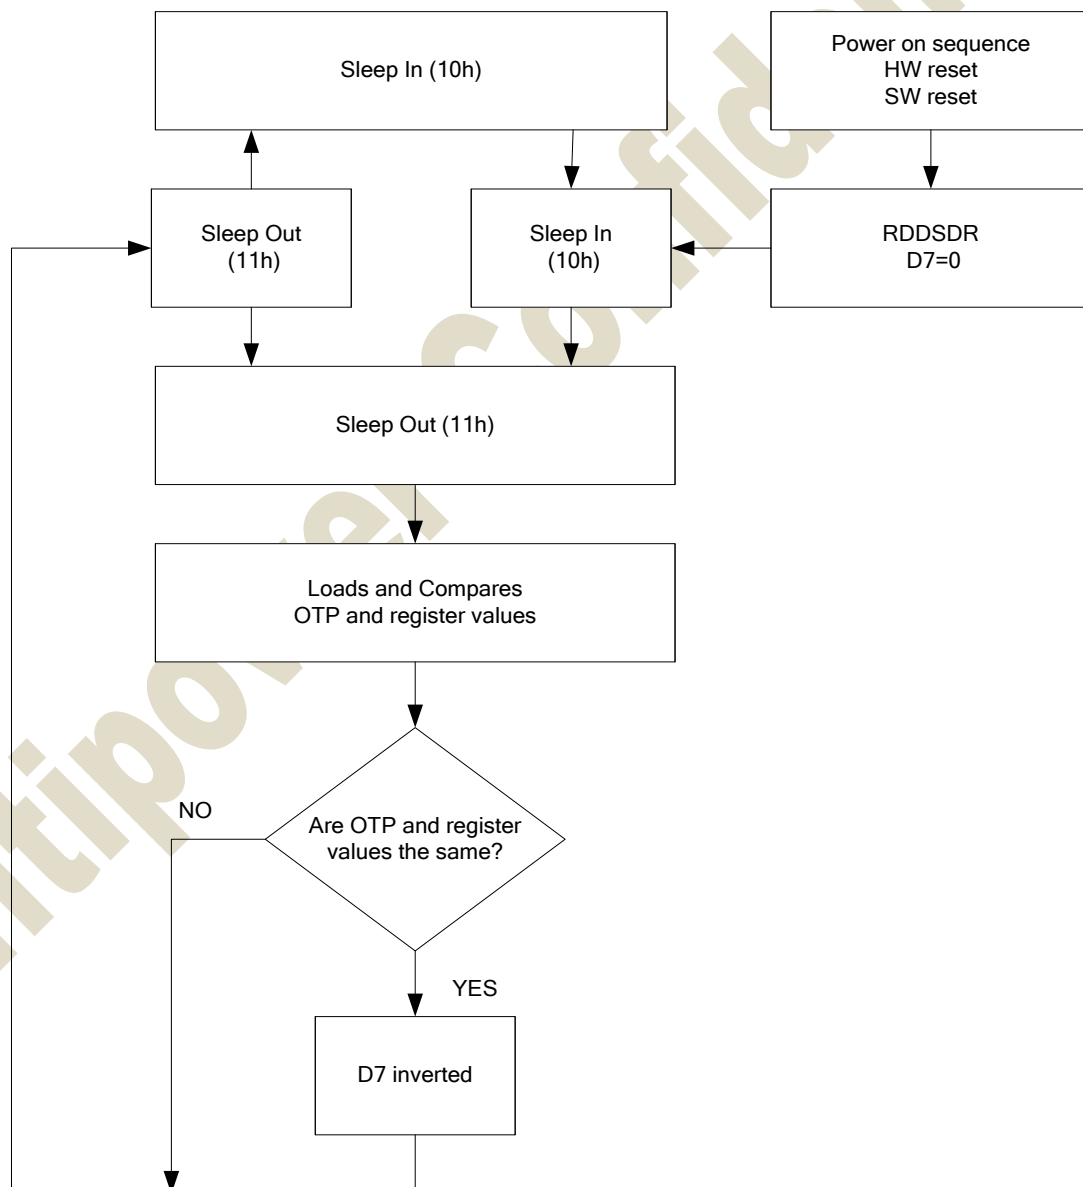 Sleep In (10h)
Power on sequence
HW reset
SW reset
Sleep Out
(11h)
Sleep In
(10h)
RDDSDR
D7=0
Sleep Out (11h)
Loads and Compares
OTP and register values
NO
Are OTP and register
values the same?
YES
D7 inverted